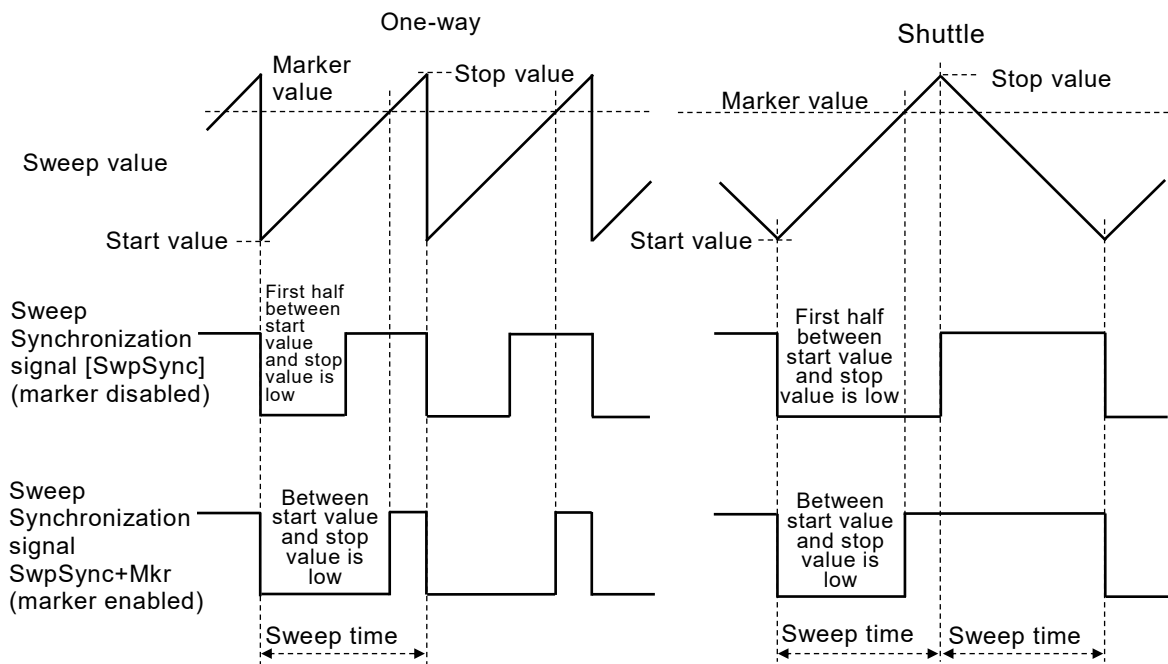 One-way
Shuttle
Marker
value
Stop value
Stop value
Marker value
Sweep value
Start value
Start value
Sweep
Synchronization
signal [SwpSync]
(marker disabled)
First half
between
start
value
and stop
value is
low
First half
between
start value
and stop
value is low
Sweep
Synchronization
signal
SwpSync+Mkr
(marker enabled)
Between
start value
and stop
value is
low
Between
start value
and stop
value is
low
Sweep time
Sweep time
Sweep time